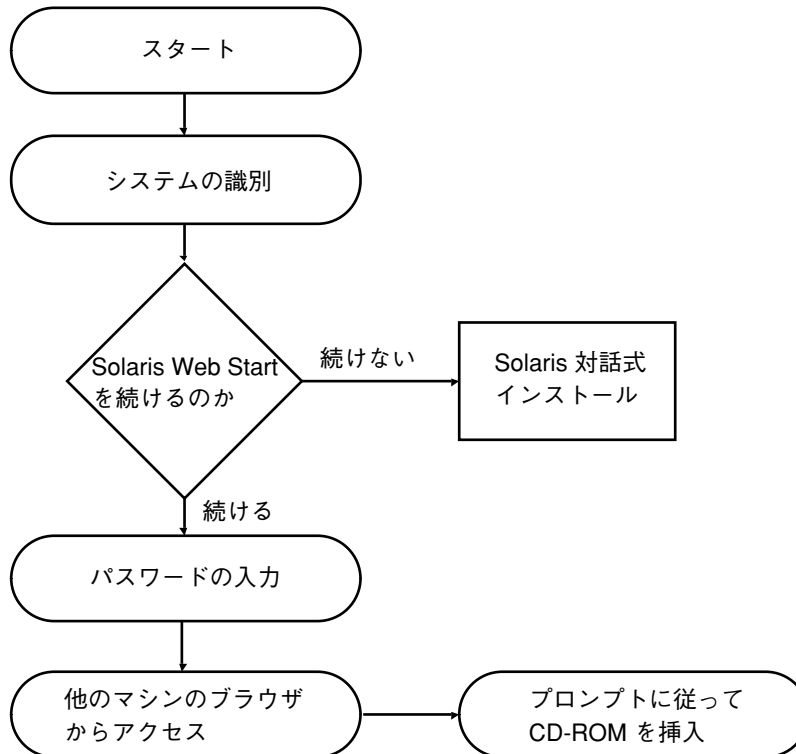 スタート
システムの識別
Solaris Web Start
を続けるのか
続けない
Solaris 対話式
インストール
続ける
パスワードの入力
他のマシンのブラウザ
からアクセス
プロンプトに従って
CD-ROM を挿入